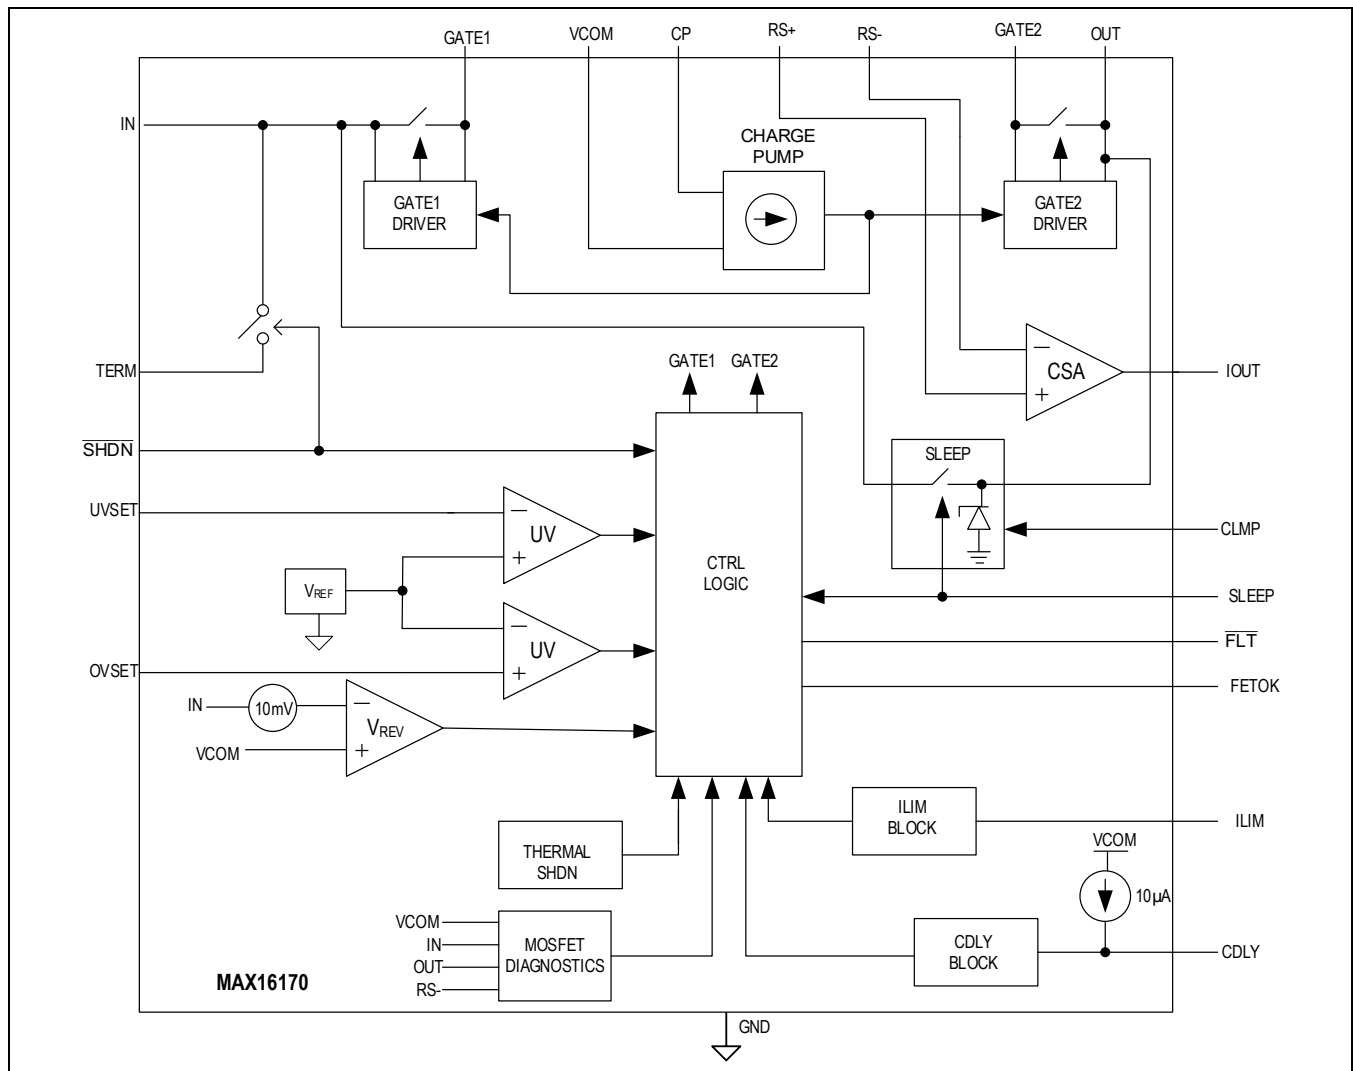 GATE1
VCOM
CP
RS+
RS-
GATE2
OUT
IN
CHARGE
PUMP
GATE1
DRIVER
GATE2
DRIVER
TERM
GATE1
GATE2
CSA
IOUT
SHDN
SLEEP
UVSET
UV
CLMP
CTRL
LOGIC
VREF
SLEEP
UV
FLT
OVSET
FETOK
IN
10mV
VREV
VCOM
ILIM
BLOCK
ILIM
THERMAL
SHDN
VCOM
10µA
VCOM
IN
OUT
RS-
MOSFET
DIAGNOSTICS
CDLY
BLOCK
CDLY
MAX16170
GND